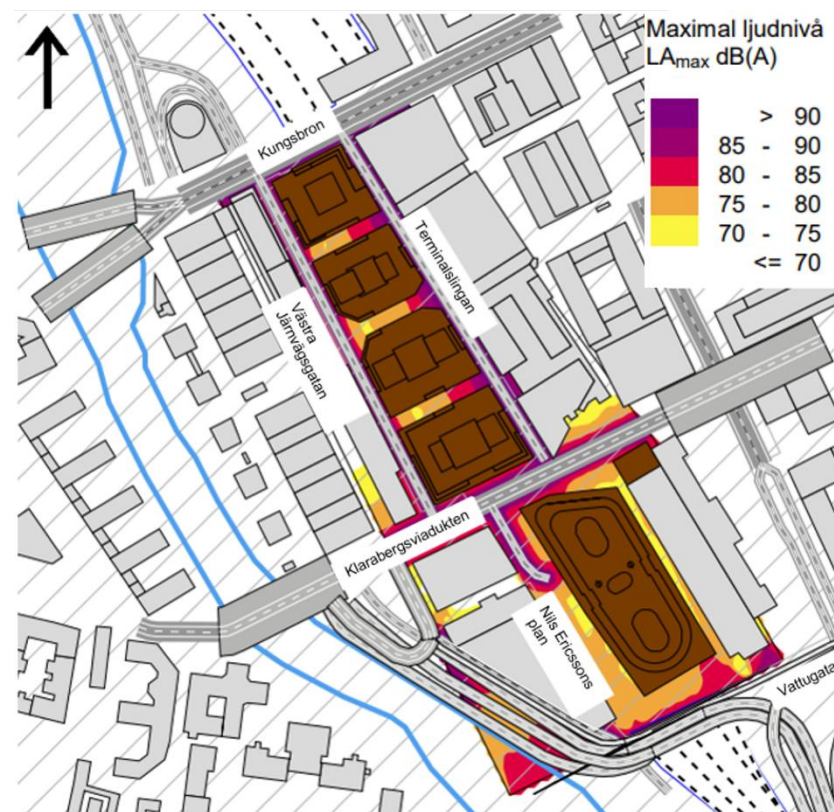 Maximal ljudnivå
LAmax dB(A)
> 90
85 - 90
80 - 85
75 - 80
70 - 75
<= 70
Kungsbron
Terminalslingan
Västra
Järnvägsgatan
Klarabergsviadukten
Nils Ericssons
plan
Vattugata